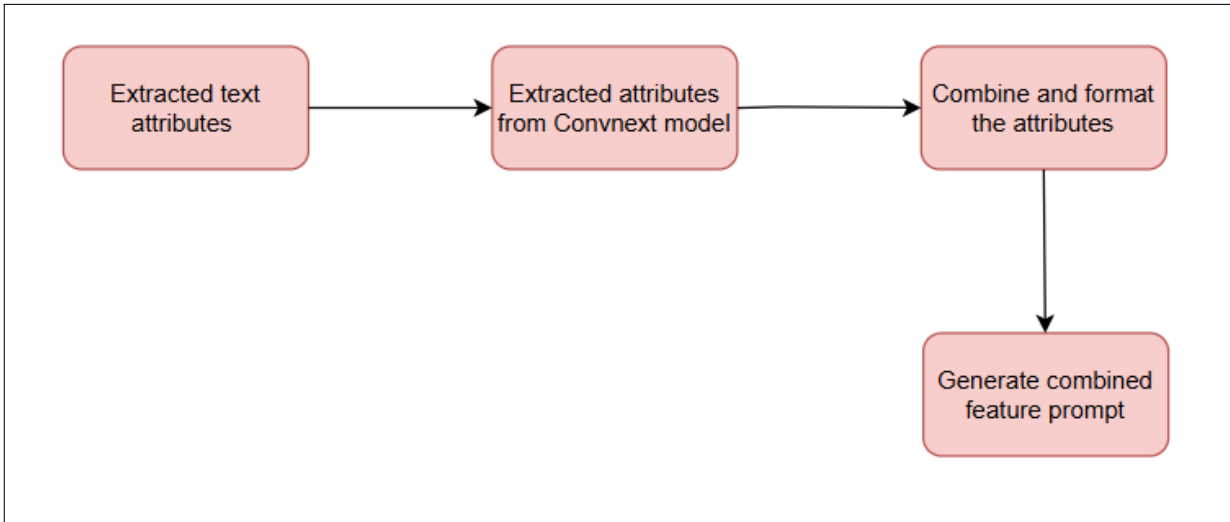 Extracted text
attributes
Extracted attributes
from Convnext model
Combine and format
the attributes
Generate combined
feature prompt